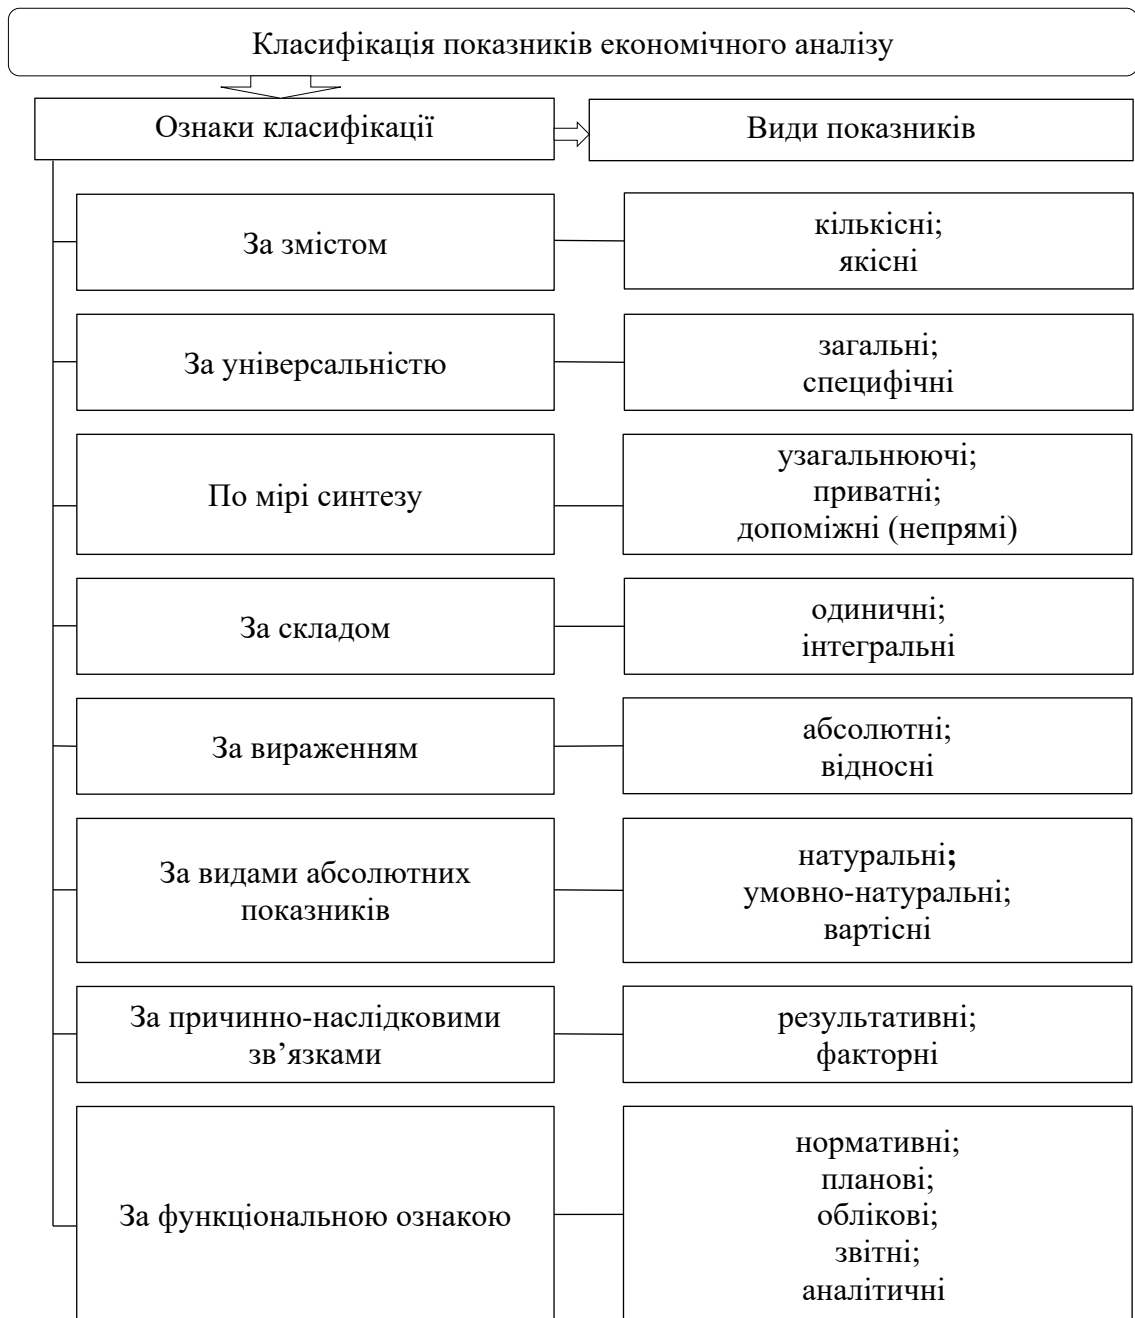 Класифікація показників економічного аналізу
Ознаки класифікації
Види показників
За змістом
кількісні;
якісні
За універсальністю
загальні;
специфічні
По мірі синтезу
узагальнюючі;
приватні;
допоміжні (непрямі)
За складом
одиничні;
інтегральні
За вираженням
абсолютні;
відносні
За видами абсолютних
показників
натуральні;
умовно-натуральні;
вартісні
За причинно-наслідковими
зв’язками
результативні;
факторні
За функціональною ознакою
нормативні;
планові;
облікові;
звітні;
аналітичні